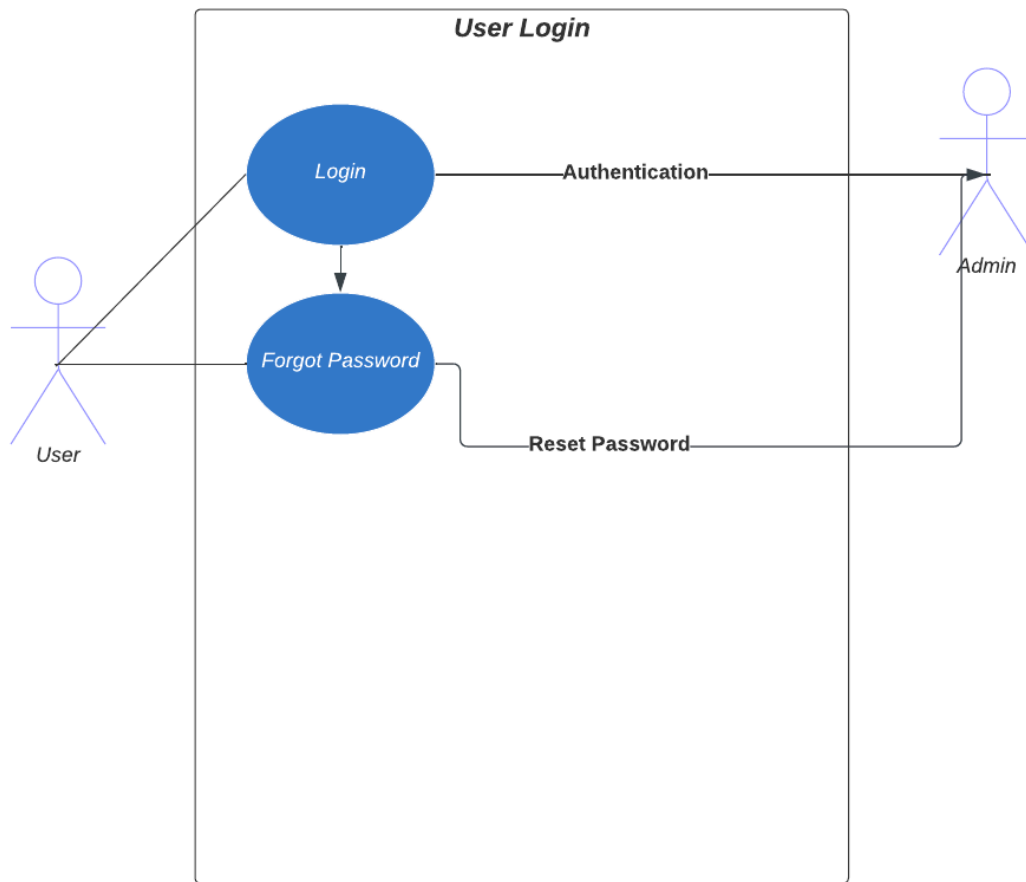 User Login
Login
Authentication
Admin
Forgot Password
Reset Password
User